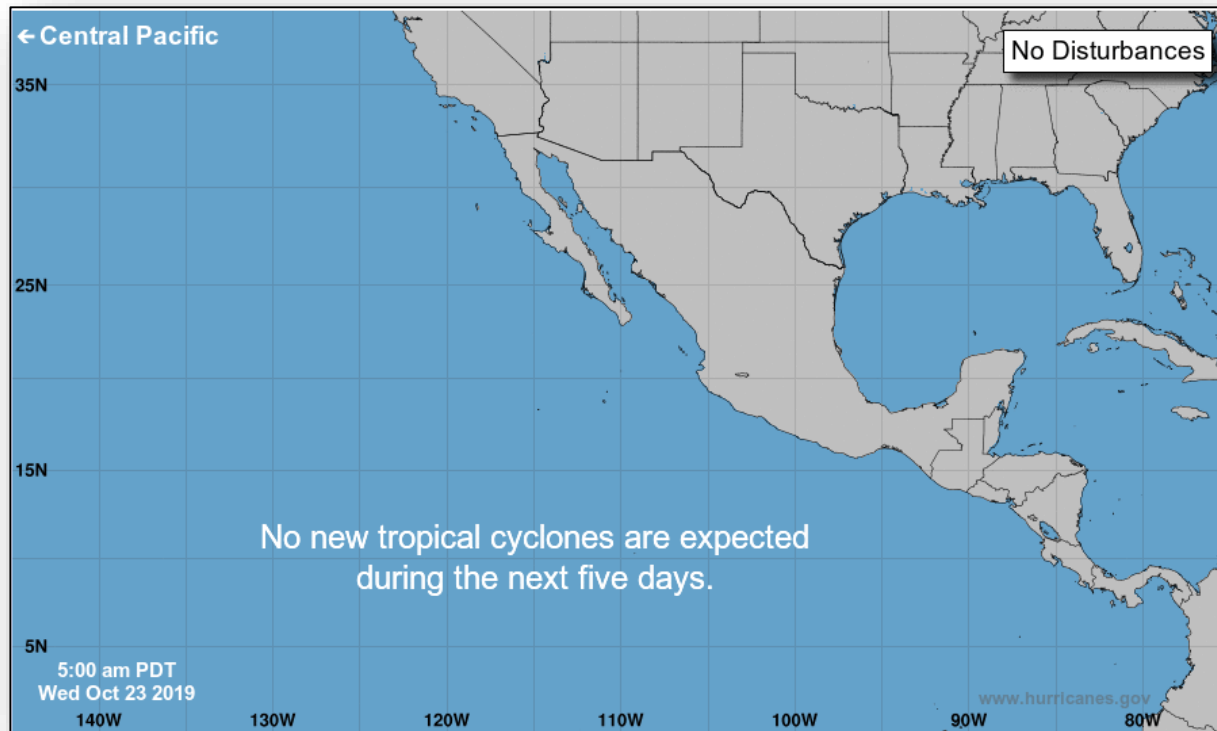 ← Central Pacific
No Disturbances
35N
25N
15N
No new tropical cyclones are expected
during the next five days.
5N
5:00 am PDT
Wed Oct 23 2019
www.hurricanes.gov
140W 130W 120W 110W 100W 90W 80W